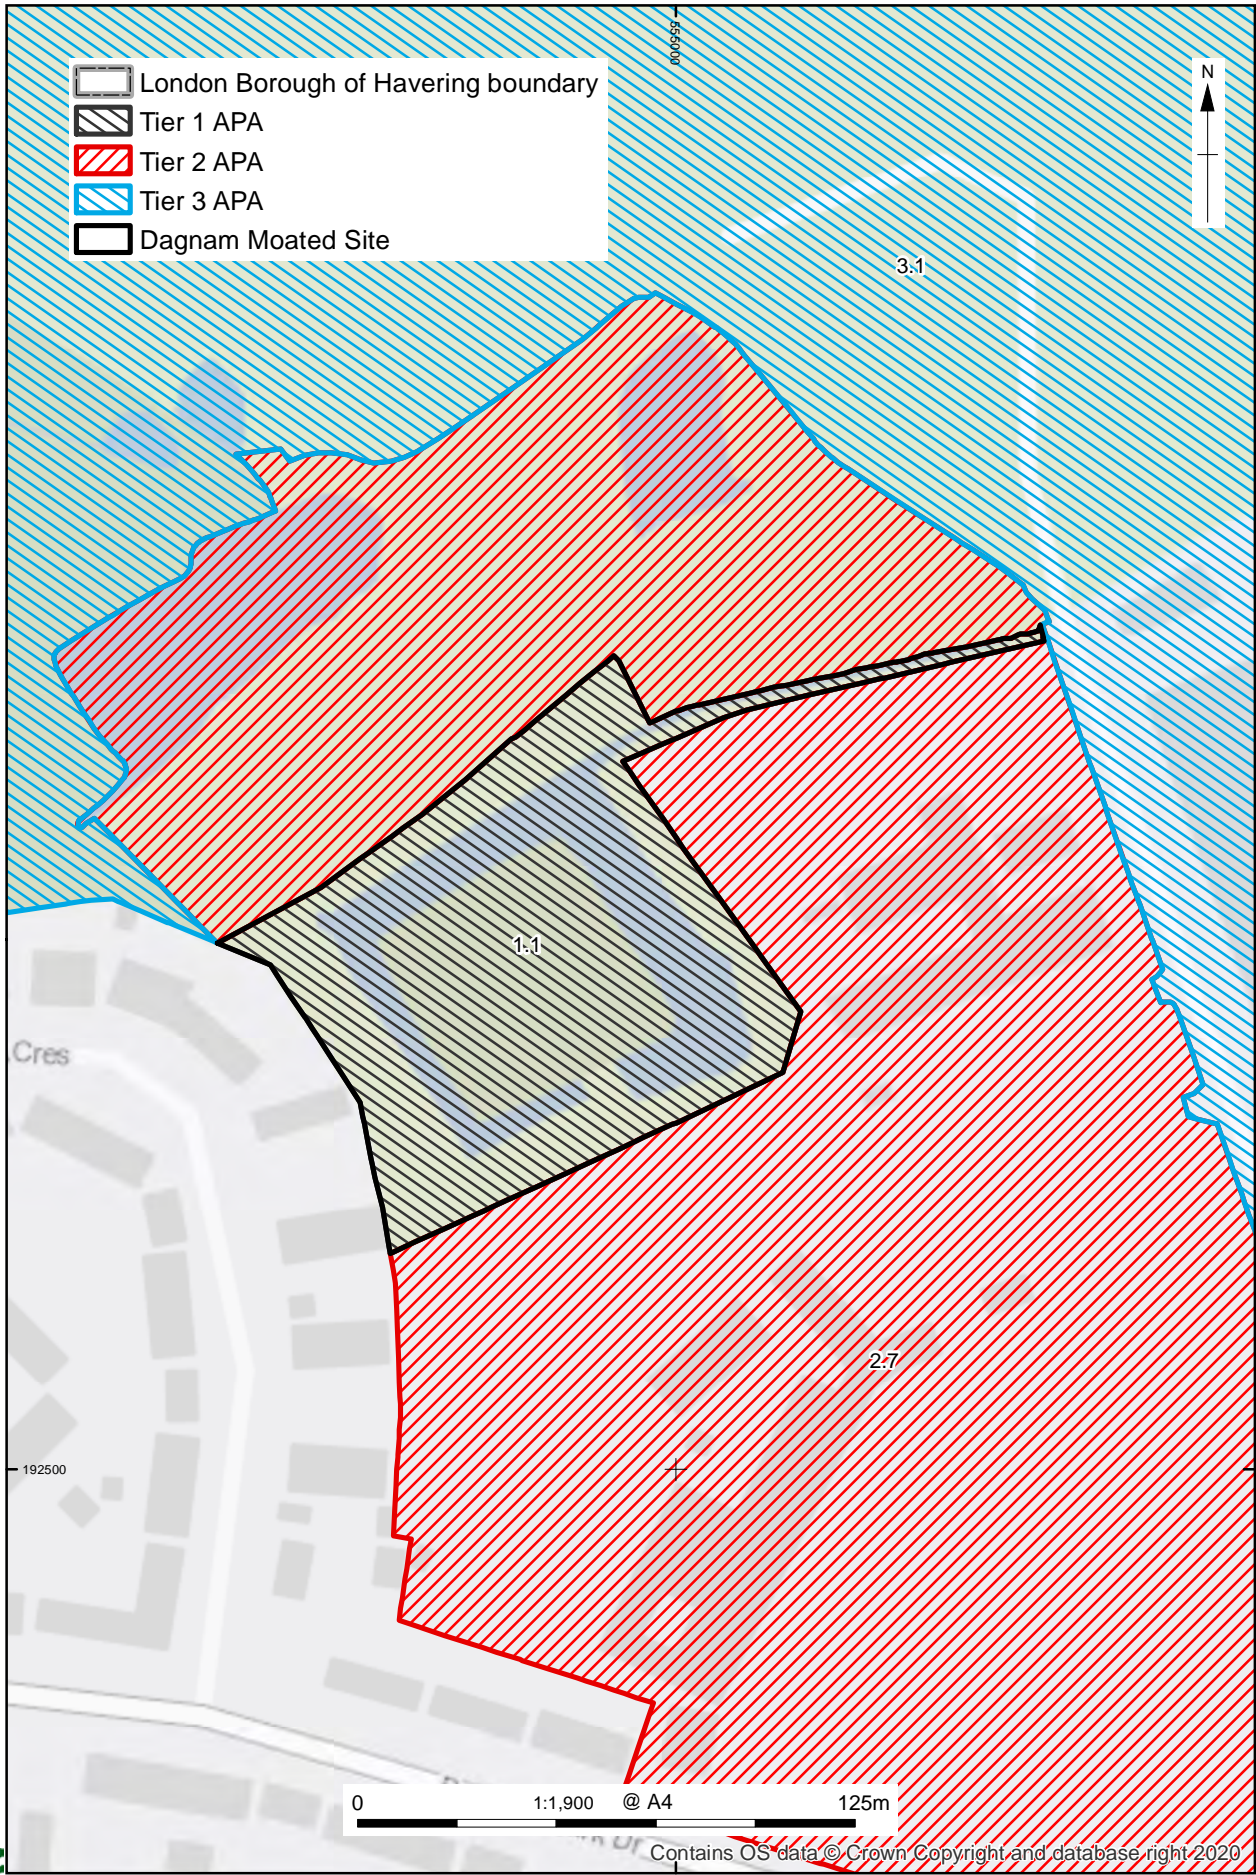 555000
N
London Borough of Havering boundary
Tier 1 APA
Tier 2 APA
Tier 3 APA
Dagnam Moated Site
3.1
1.1
Cres
2.7
192500
0 1:1,900 @ A4 125m
Dr
Contains OS data © Crown Copyright and database right 2020